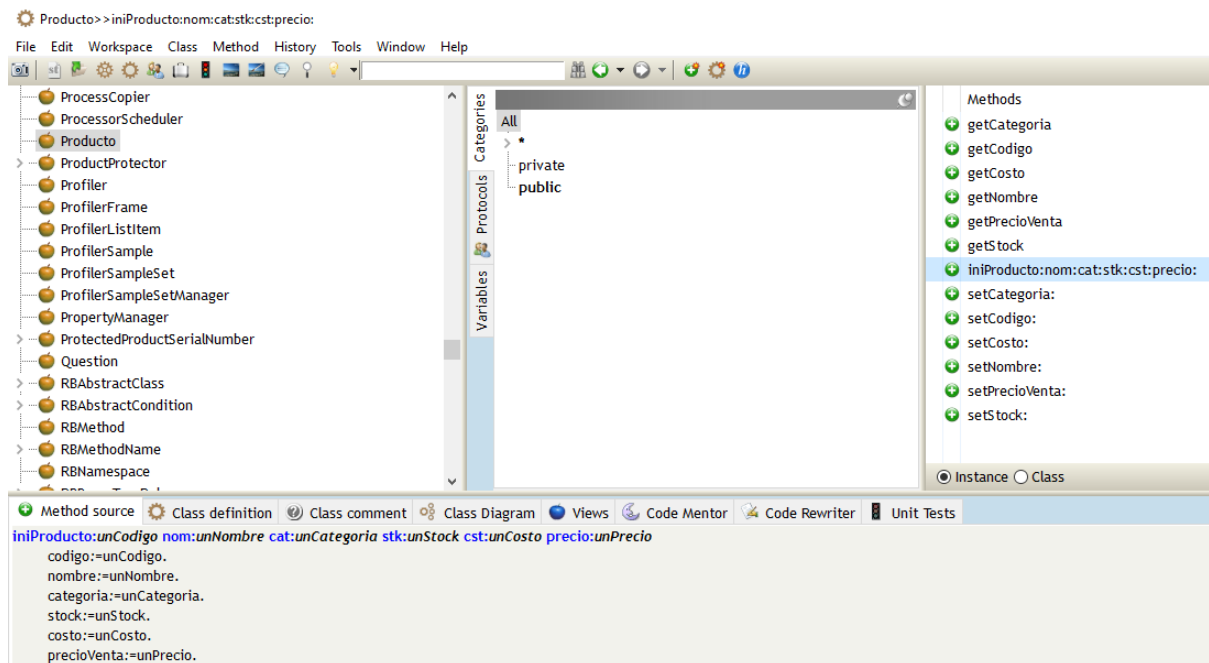 Producto>>iniProducto:nom:cat:stk:cst:precio:
File Edit Workspace Class Method History Tools Window Help
ProcessCopier
ProcessorScheduler
Producto
ProductProtector
Profiler
ProfilerFrame
ProfilerListItem
ProfilerSample
ProfilerSampleSet
ProfilerSampleSetManager
PropertyManager
ProtectedProductSerialNumber
Question
RBAbstractClass
RBAbstractCondition
RBMethod
RBMethodName
RBNamespace
Categories
Protocols
Variables
All
*
private
public
Methods
getCategoria
getCodigo
getCosto
getNombre
getPrecioVenta
getStock
iniProducto:nom:cat:stk:cst:precio:
setCategoria:
setCodigo:
setCosto:
setNombre:
setPrecioVenta:
setStock:
Instance Class
Method source Class definition Class comment Class Diagram Views Code Mentor Code Rewriter Unit Tests
iniProducto:unCodigo nom:unNombre cat:unCategoria stk:unStock cst:unCosto precio:unPrecio
codigo:=unCodigo.
nombre:=unNombre.
categoria:=unCategoria.
stock:=unStock.
costo:=unCosto.
precioVenta:=unPrecio.